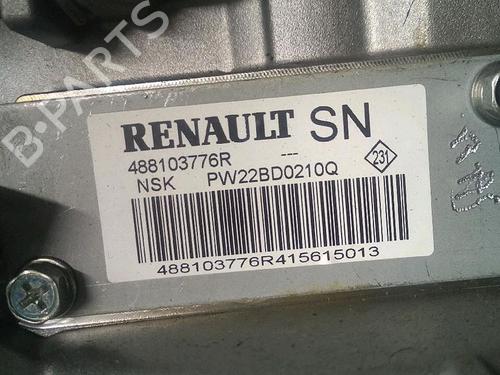 B-PARTS
RENAULT SN
488103776R ---
NSK PW22BD0210Q
231
488103776R415615013